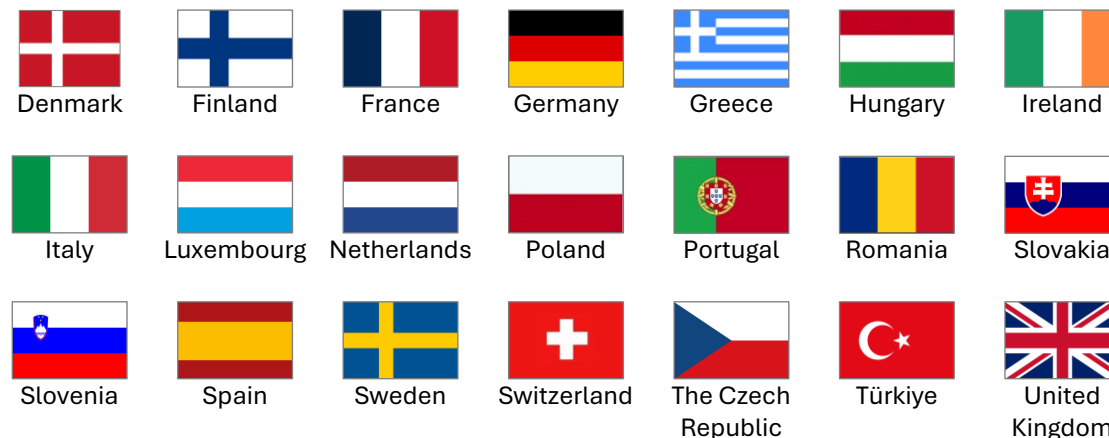 Denmark Finland France Germany Greece Hungary Ireland
Italy Luxembourg Netherlands Poland Portugal Romania Slovakia
Slovenia Spain Sweden Switzerland The Czech Türkiye United
Republic Kingdom